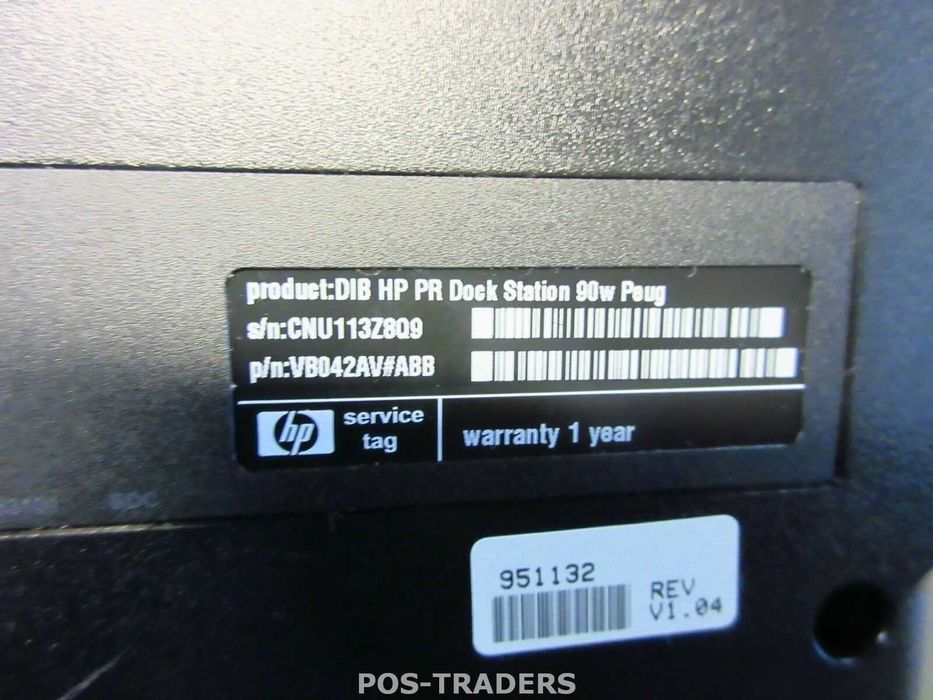 product:DIB HP PR Dock Station 90w Peug
s/n:CNU113Z8Q9
p/n:VB042AV#ABB
hp
service
tag
warranty 1 year
951132
REV
V1.04
POS-TRADERS